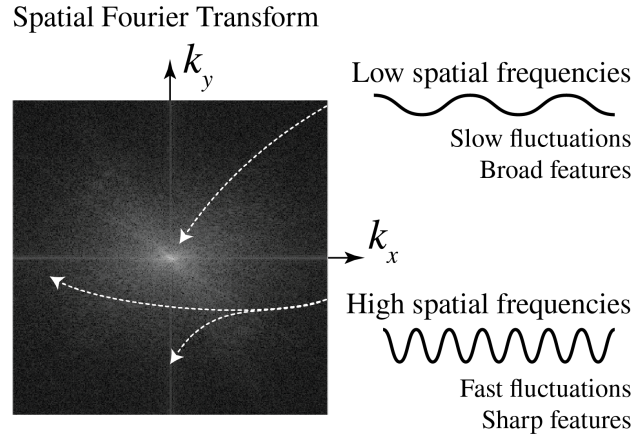 Spatial Fourier Transform
k_y
Low spatial frequencies
Slow fluctuations
Broad features
k_x
High spatial frequencies
Fast fluctuations
Sharp features